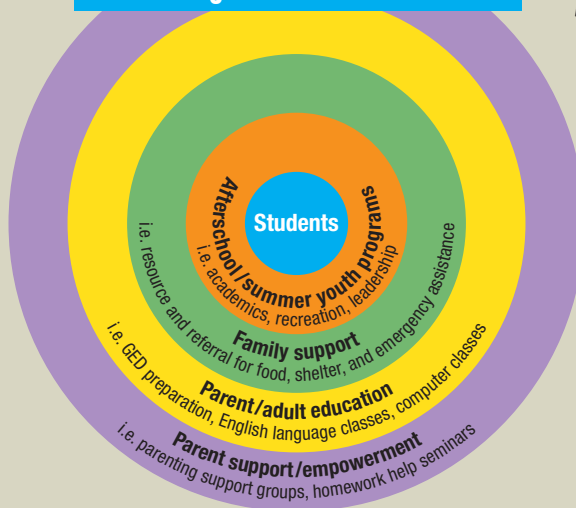 Students
Afterschool/summer youth programs
i.e. academics, recreation, leadership
Family support
i.e. resource and referral for food, shelter, and emergency assistance
Parent/adult education
i.e. GED preparation, English language classes, computer classes
Parent support/empowerment
i.e. parenting support groups, homework help seminars